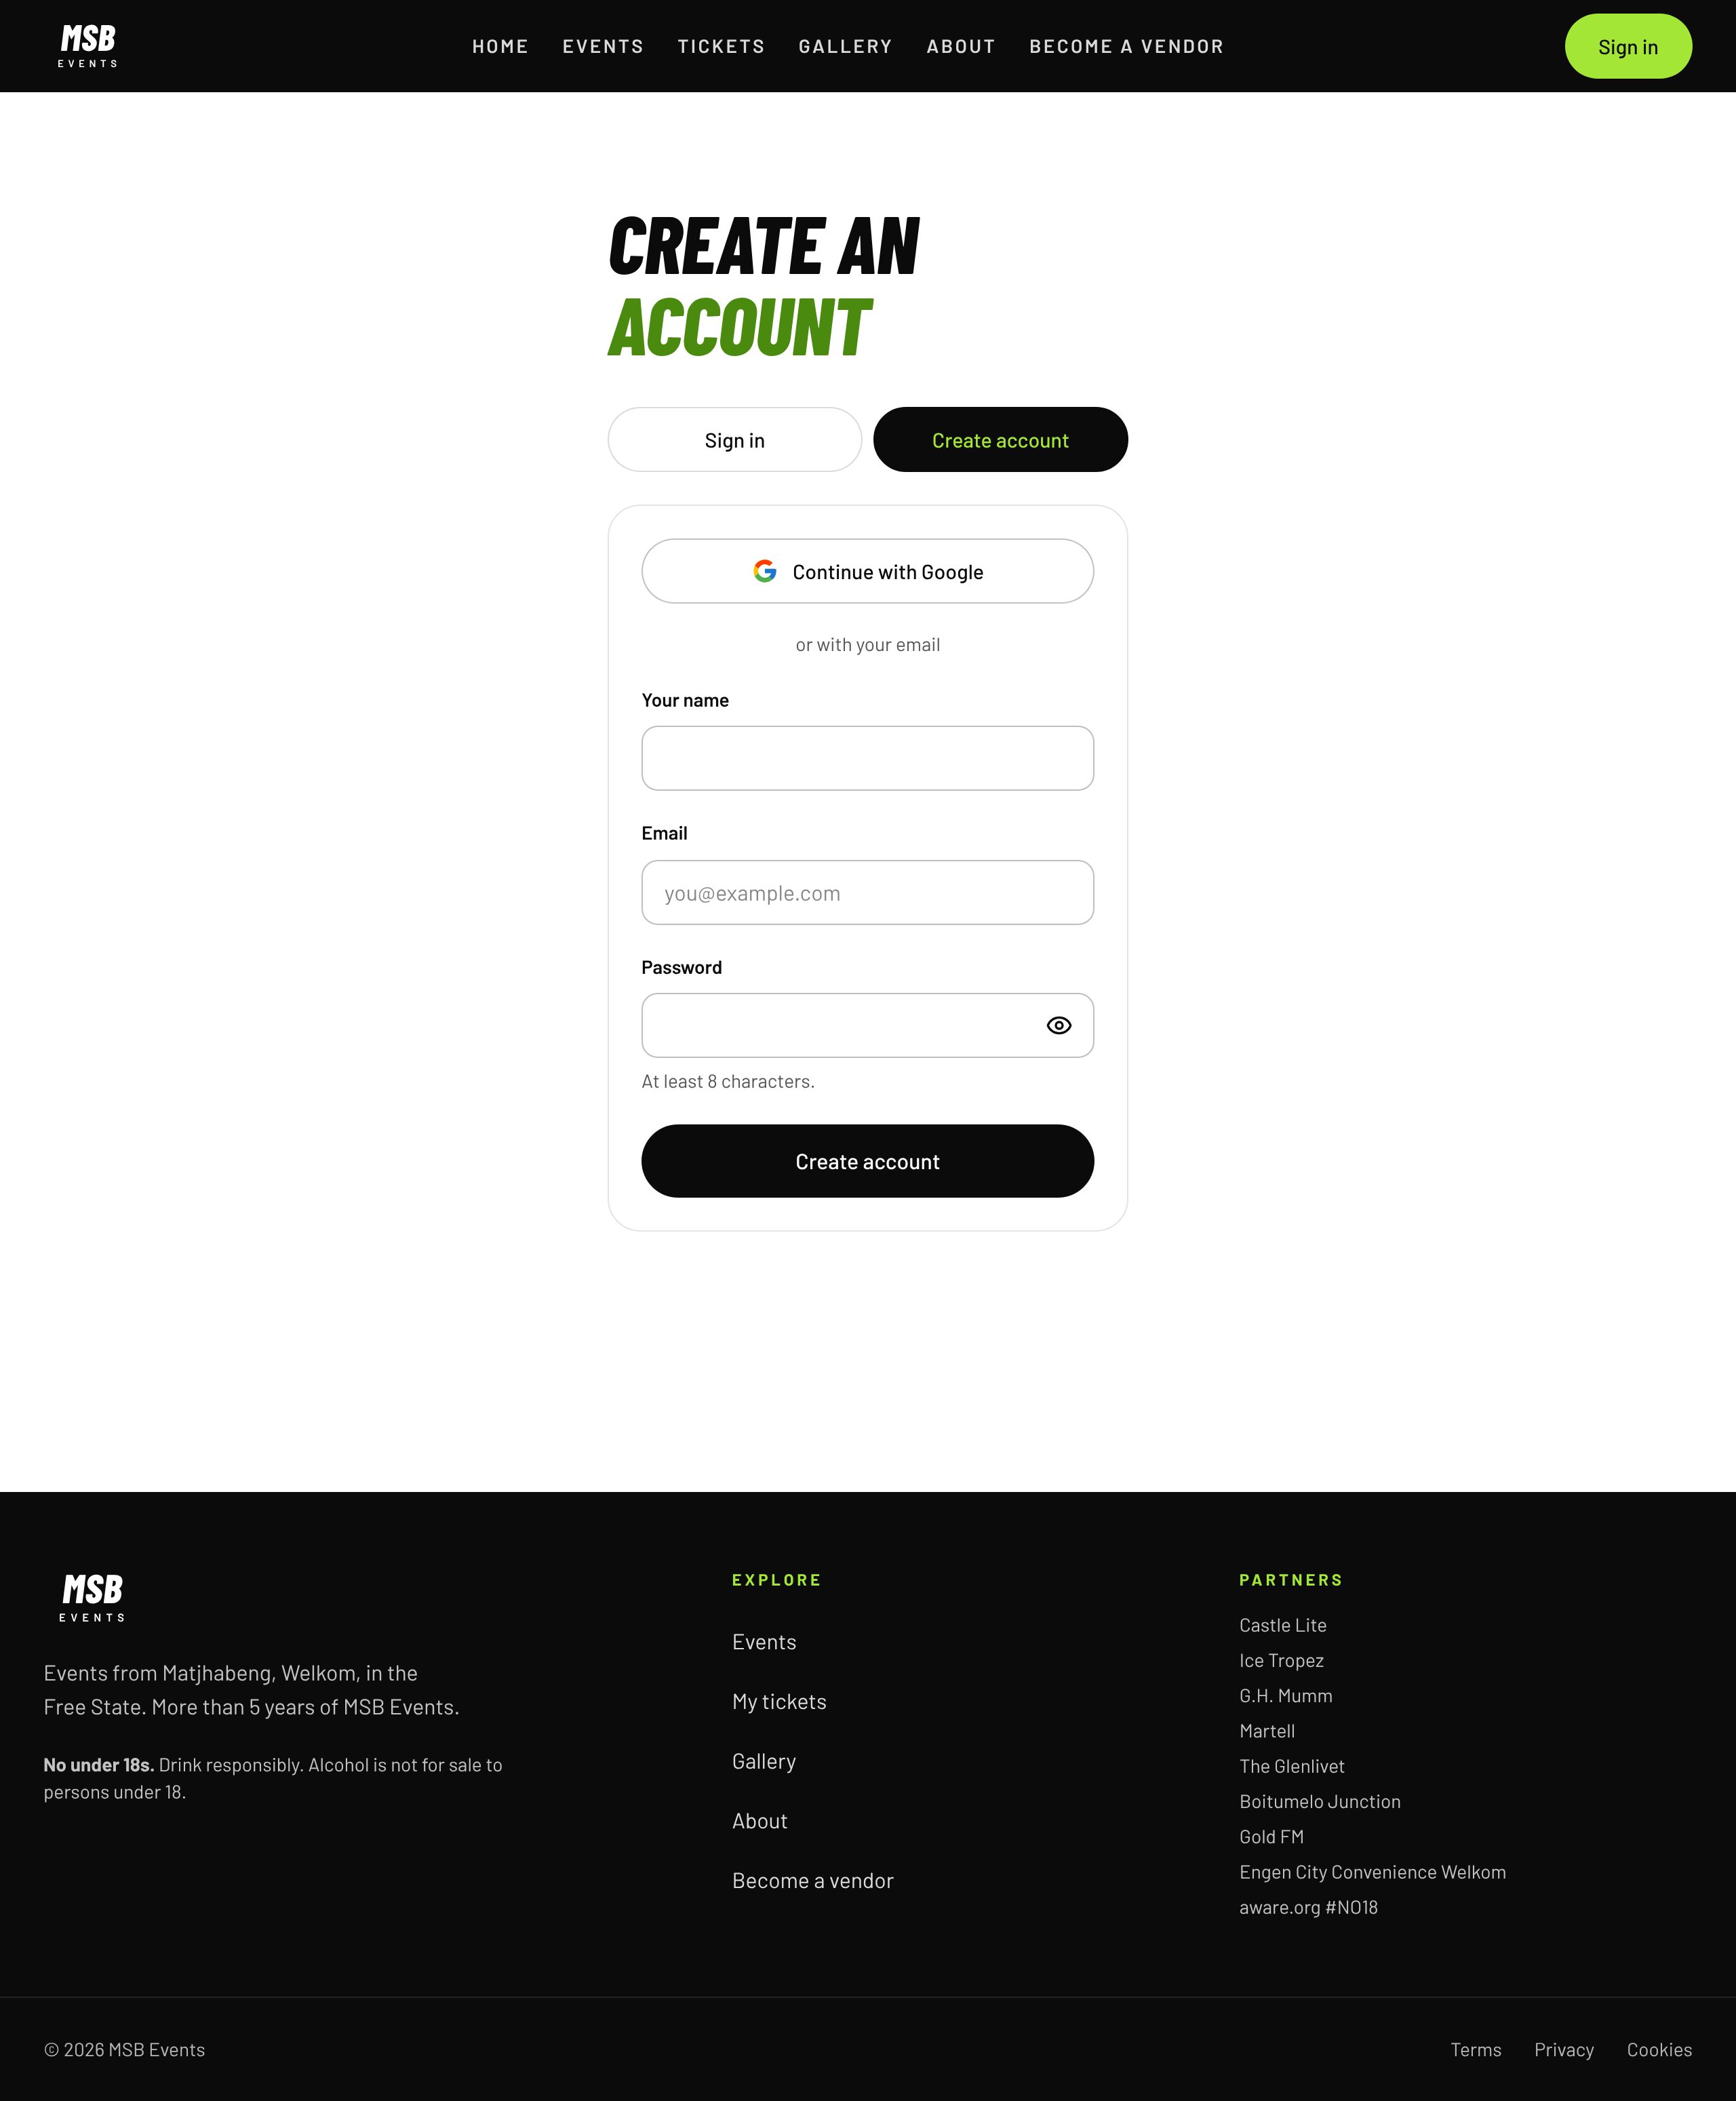 MSB
EVENTS
HOME EVENTS TICKETS GALLERY ABOUT BECOME A VENDOR
Sign in
CREATE AN
ACCOUNT
Sign in
Create account
Continue with Google
or with your email
Your name
Email
you@example.com
Password
At least 8 characters.
Create account
MSB
EVENTS
Events from Matjhabeng, Welkom, in the
Free State. More than 5 years of MSB Events.
No under 18s. Drink responsibly. Alcohol is not for sale to
persons under 18.
EXPLORE
Events
My tickets
Gallery
About
Become a vendor
PARTNERS
Castle Lite
Ice Tropez
G.H. Mumm
Martell
The Glenlivet
Boitumelo Junction
Gold FM
Engen City Convenience Welkom
aware.org #NO18
© 2026 MSB Events
Terms Privacy Cookies